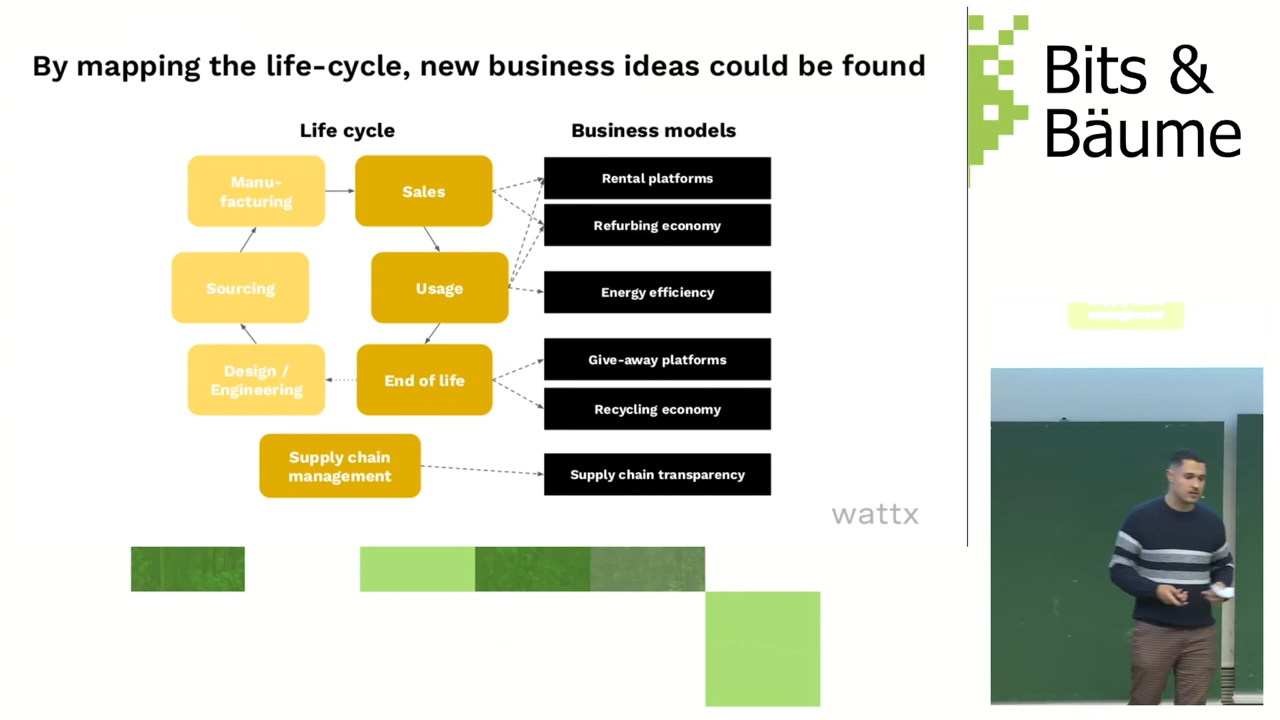 By mapping the life-cycle, new business ideas could be found
Life cycle
Business models
Manu-
facturing
Sales
Rental platforms
Refurbing economy
Sourcing
Usage
Energy efficiency
Design /
Engineering
End of life
Give-away platforms
Recycling economy
Supply chain
management
Supply chain transparency
wattx
Bits &
Bäume
management